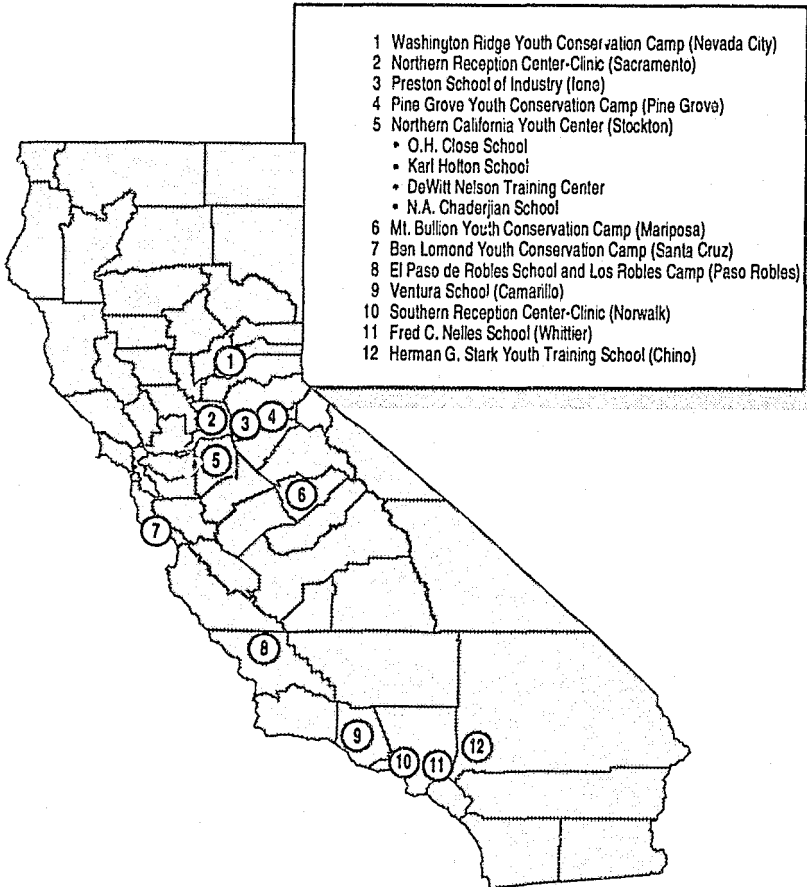 1 Washington Ridge Youth Conservation Camp (Nevada City)
2 Northern Reception Center-Clinic (Sacramento)
3 Preston School of Industry (Ione)
4 Pine Grove Youth Conservation Camp (Pine Grove)
5 Northern California Youth Center (Stockton)
• O.H. Close School
• Karl Holton School
• DeWitt Nelson Training Center
• N.A. Chaderjian School
6 Mt. Bullion Youth Conservation Camp (Mariposa)
7 Ben Lomond Youth Conservation Camp (Santa Cruz)
8 El Paso de Robles School and Los Robles Camp (Paso Robles)
9 Ventura School (Camarillo)
10 Southern Reception Center-Clinic (Norwalk)
11 Fred C. Nelles School (Whittier)
12 Herman G. Stark Youth Training School (Chino)
1
2 3 4
5
6
7
8
9
10 11 12